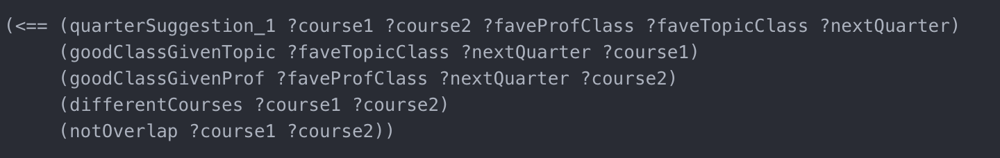 (<== (quarterSuggestion_1 ?course1 ?course2 ?faveProfClass ?faveTopicClass ?nextQuarter)
(goodClassGivenTopic ?faveTopicClass ?nextQuarter ?course1)
(goodClassGivenProf ?faveProfClass ?nextQuarter ?course2)
(differentCourses ?course1 ?course2)
(notOverlap ?course1 ?course2))